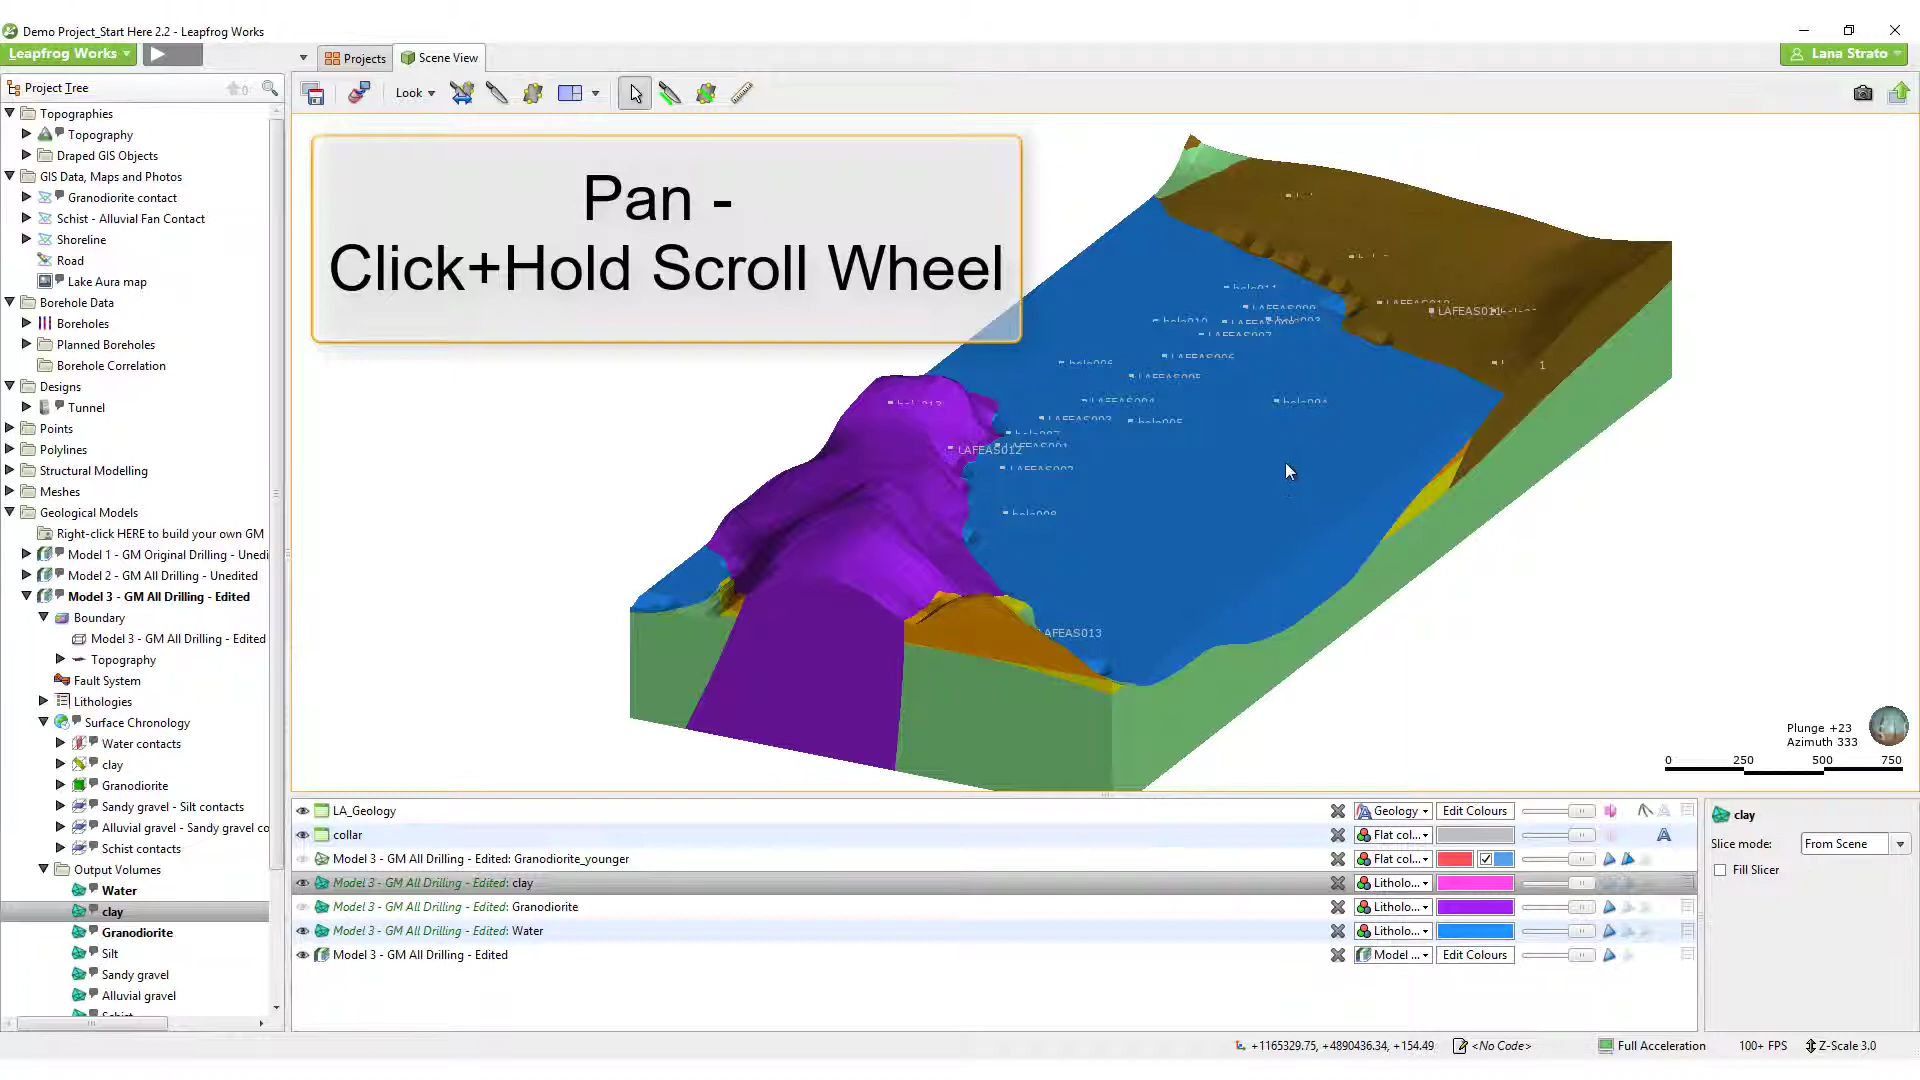 Demo Project_Start Here 2.2 - Leapfrog Works
Leapfrog Works
Projects
Scene View
Lana Strato
Project Tree
0
Look
Topographies
Topography
Draped GIS Objects
GIS Data, Maps and Photos
Granodiorite contact
Schist - Alluvial Fan Contact
Shoreline
Road
Lake Aura map
Borehole Data
Boreholes
Planned Boreholes
Borehole Correlation
Designs
Tunnel
Points
Polylines
Structural Modelling
Meshes
Geological Models
Right-click HERE to build your own GM
Model 1 - GM Original Drilling - Unedi
Model 2 - GM All Drilling - Unedited
Model 3 - GM All Drilling - Edited
Boundary
Model 3 - GM All Drilling - Edited
Topography
Fault System
Lithologies
Surface Chronology
Water contacts
clay
Granodiorite
Sandy gravel - Silt contacts
Alluvial gravel - Sandy gravel co
Schist contacts
Output Volumes
Water
clay
Granodiorite
Silt
Sandy gravel
Alluvial gravel
Pan -
Click+Hold Scroll Wheel
LAFEAS012
LAFEAS013
Plunge +23
Azimuth 333
0 250 500 750
LA_Geology
Geology
Edit Colours
collar
Flat col...
Model 3 - GM All Drilling - Edited: Granodiorite_younger
Flat col...
Model 3 - GM All Drilling - Edited: clay
Litholo...
Model 3 - GM All Drilling - Edited: Granodiorite
Litholo...
Model 3 - GM All Drilling - Edited: Water
Litholo...
Model 3 - GM All Drilling - Edited
Model ...
Edit Colours
clay
Slice mode:
From Scene
Fill Slicer
+1165329.75, +4890436.34, +154.49
<No Code>
Full Acceleration
100+ FPS
Z-Scale 3.0